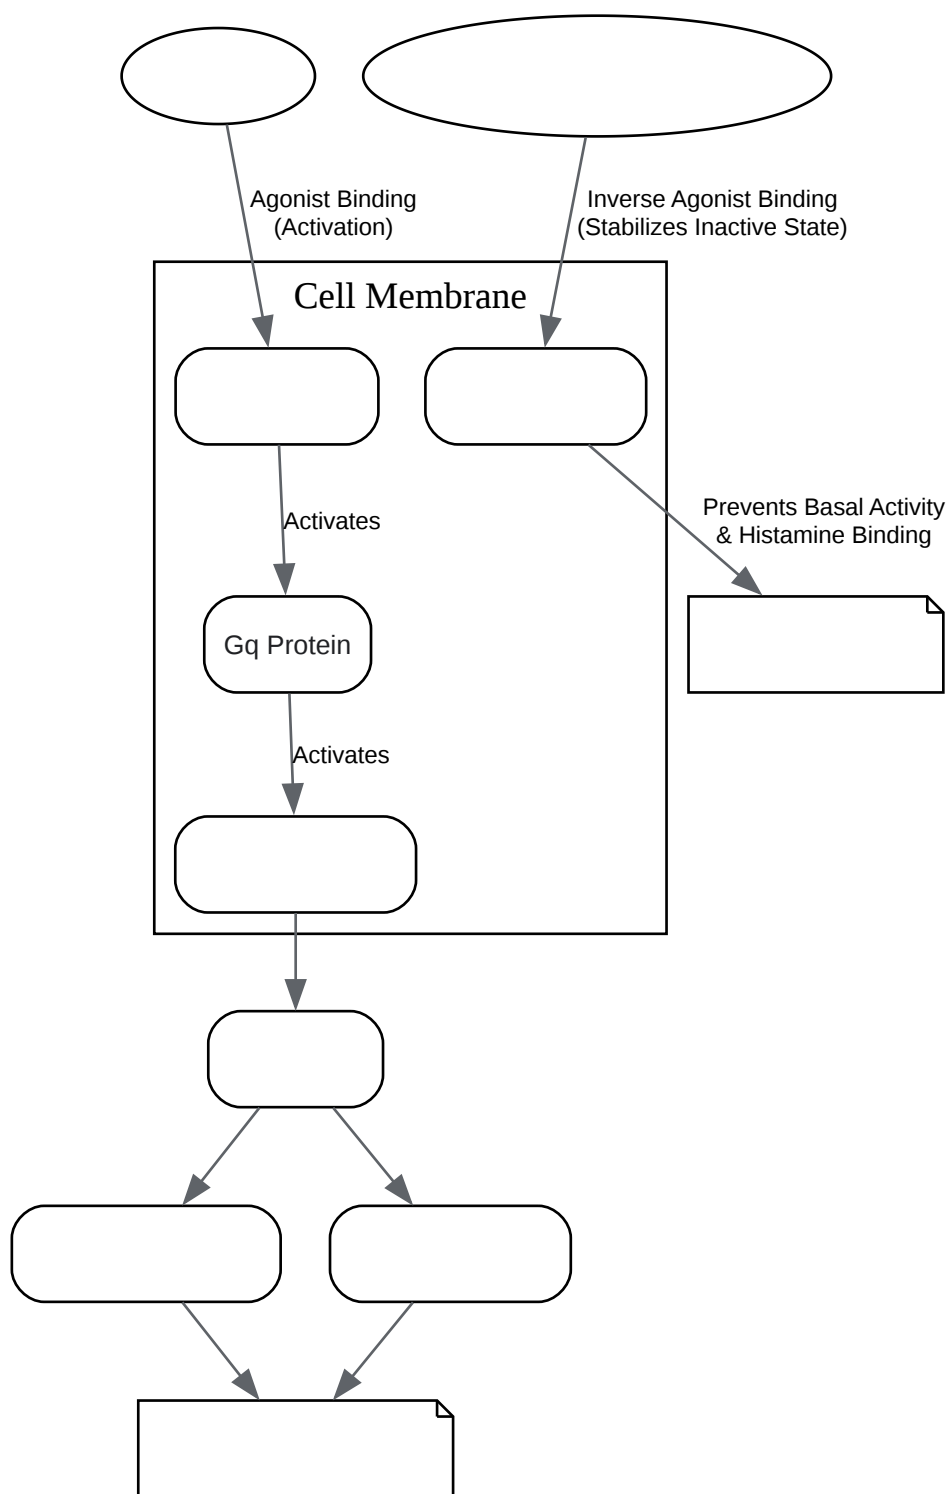 Agonist Binding
(Activation)
Inverse Agonist Binding
(Stabilizes Inactive State)
Cell Membrane
Activates
Prevents Basal Activity
& Histamine Binding
Gq Protein
Activates